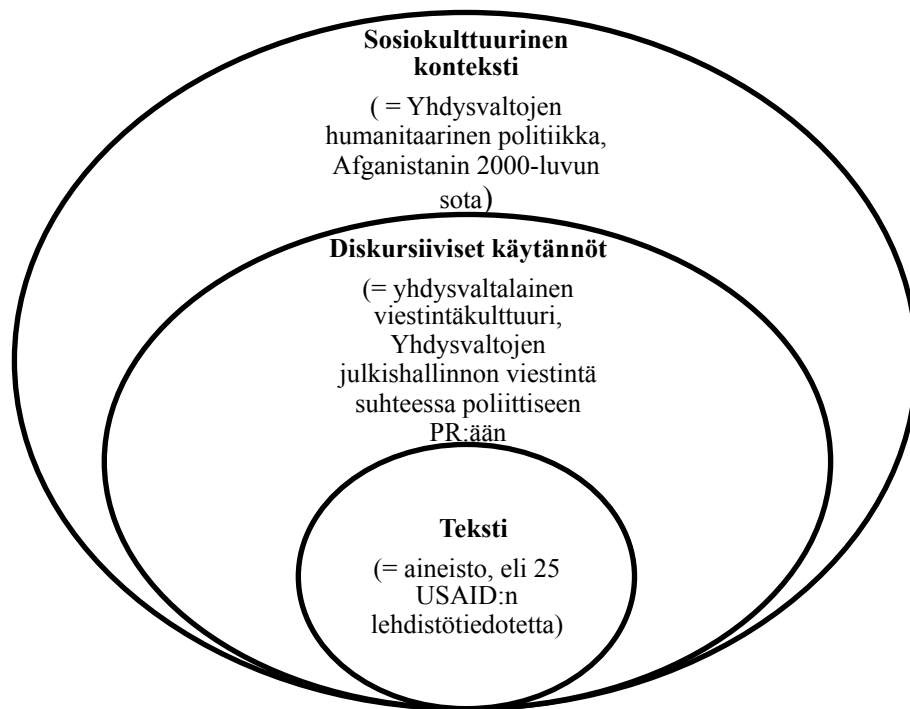 Sosiokulttuurinen
konteksti
( = Yhdysvaltojen
humanitaarinen politiikka,
Afganistanin 2000-luvun
sota)
Diskursiiviset käytännöt
(= yhdysvaltalainen
viestintäkulttuuri,
Yhdysvaltojen
julkishallinnon viestintä
suhteessa poliittiseen
PR:ään
Teksti
(= aineisto, eli 25
USAID:n
lehdistötiedotetta)